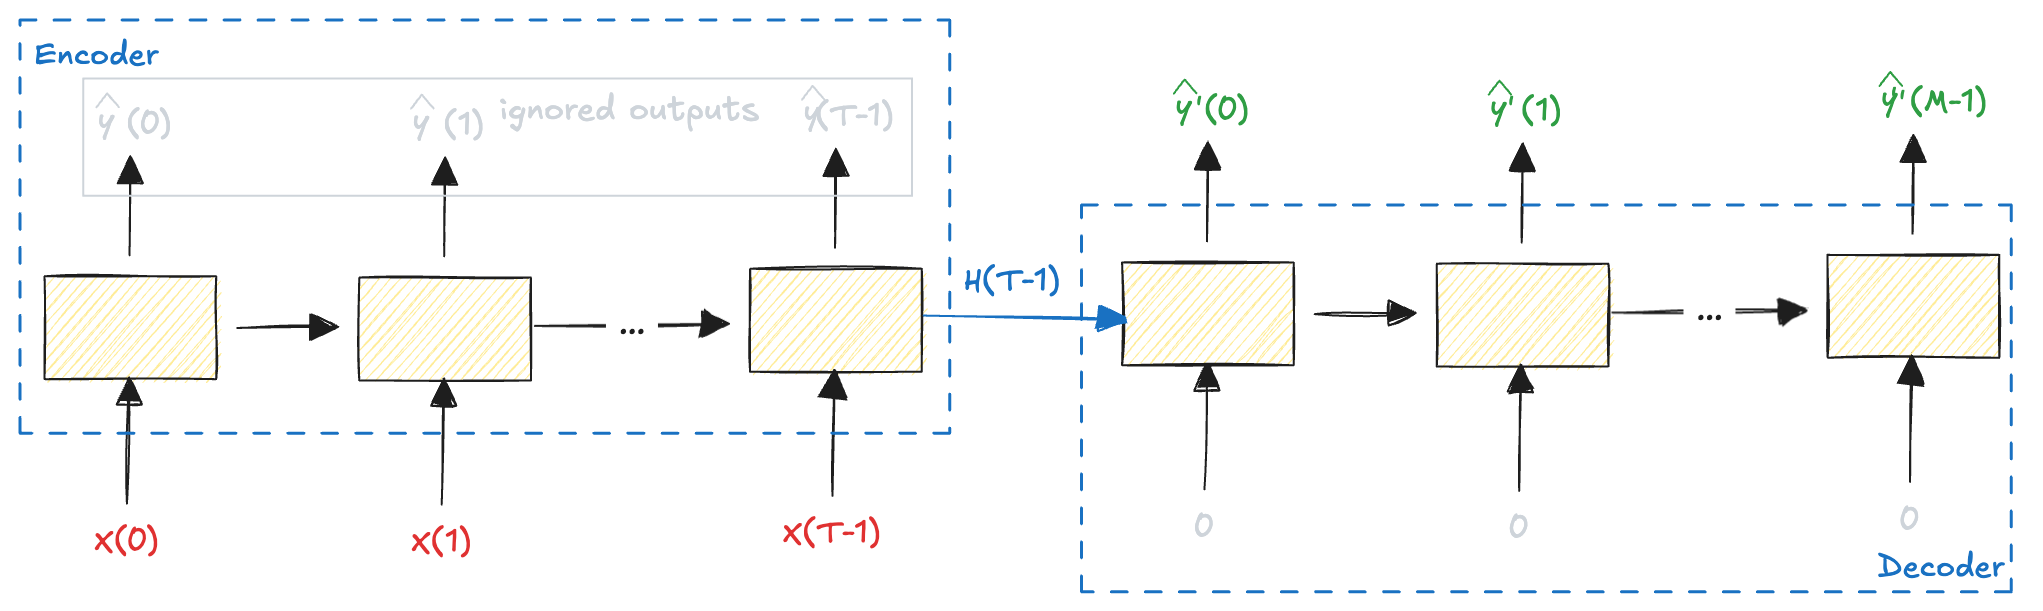 Encoder
ŷ (0)
ŷ (1)
ignored outputs
ŷ(T-1)
ŷ'(0)
ŷ'(1)
ŷ'(M-1)
H(T-1)
...
...
x(0)
x(1)
x(T-1)
0
0
0
Decoder